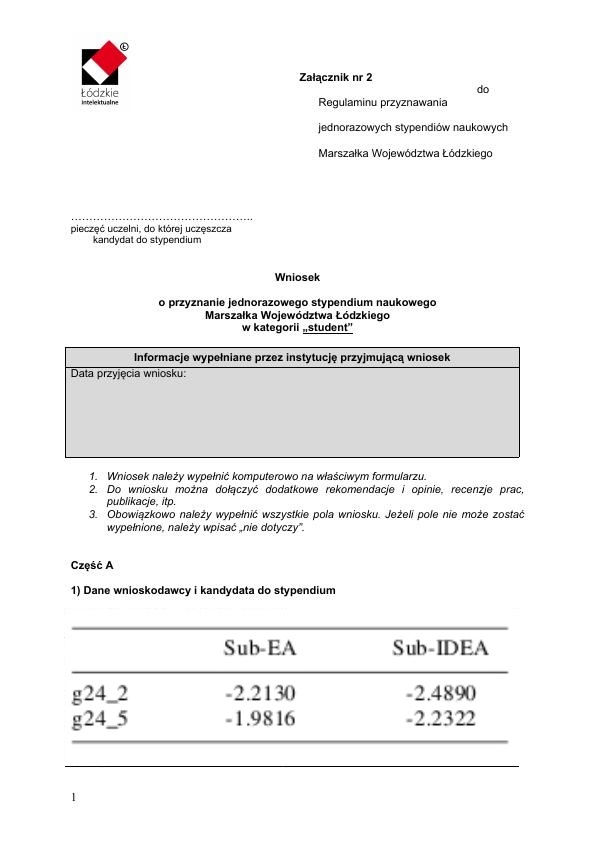 Ł
Łódzkie
intelektualne
Załącznik nr 2
do
Regulaminu przyznawania
jednorazowych stypendiów naukowych
Marszałka Województwa Łódzkiego
…………………………………………..
pieczęć uczelni, do której uczęszcza
kandydat do stypendium
Wniosek
o przyznanie jednorazowego stypendium naukowego
Marszałka Województwa Łódzkiego
w kategorii „student”
Informacje wypełniane przez instytucję przyjmującą wniosek
Data przyjęcia wniosku:
1. Wniosek należy wypełnić komputerowo na właściwym formularzu.
2. Do wniosku można dołączyć dodatkowe rekomendacje i opinie, recenzje prac,
publikacje, itp.
3. Obowiązkowo należy wypełnić wszystkie pola wniosku. Jeżeli pole nie może zostać
wypełnione, należy wpisać „nie dotyczy”.
Część A
1) Dane wnioskodawcy i kandydata do stypendium
Sub-EA Sub-IDEA
g24_2 -2.2130 -2.4890
g24_5 -1.9816 -2.2322
1